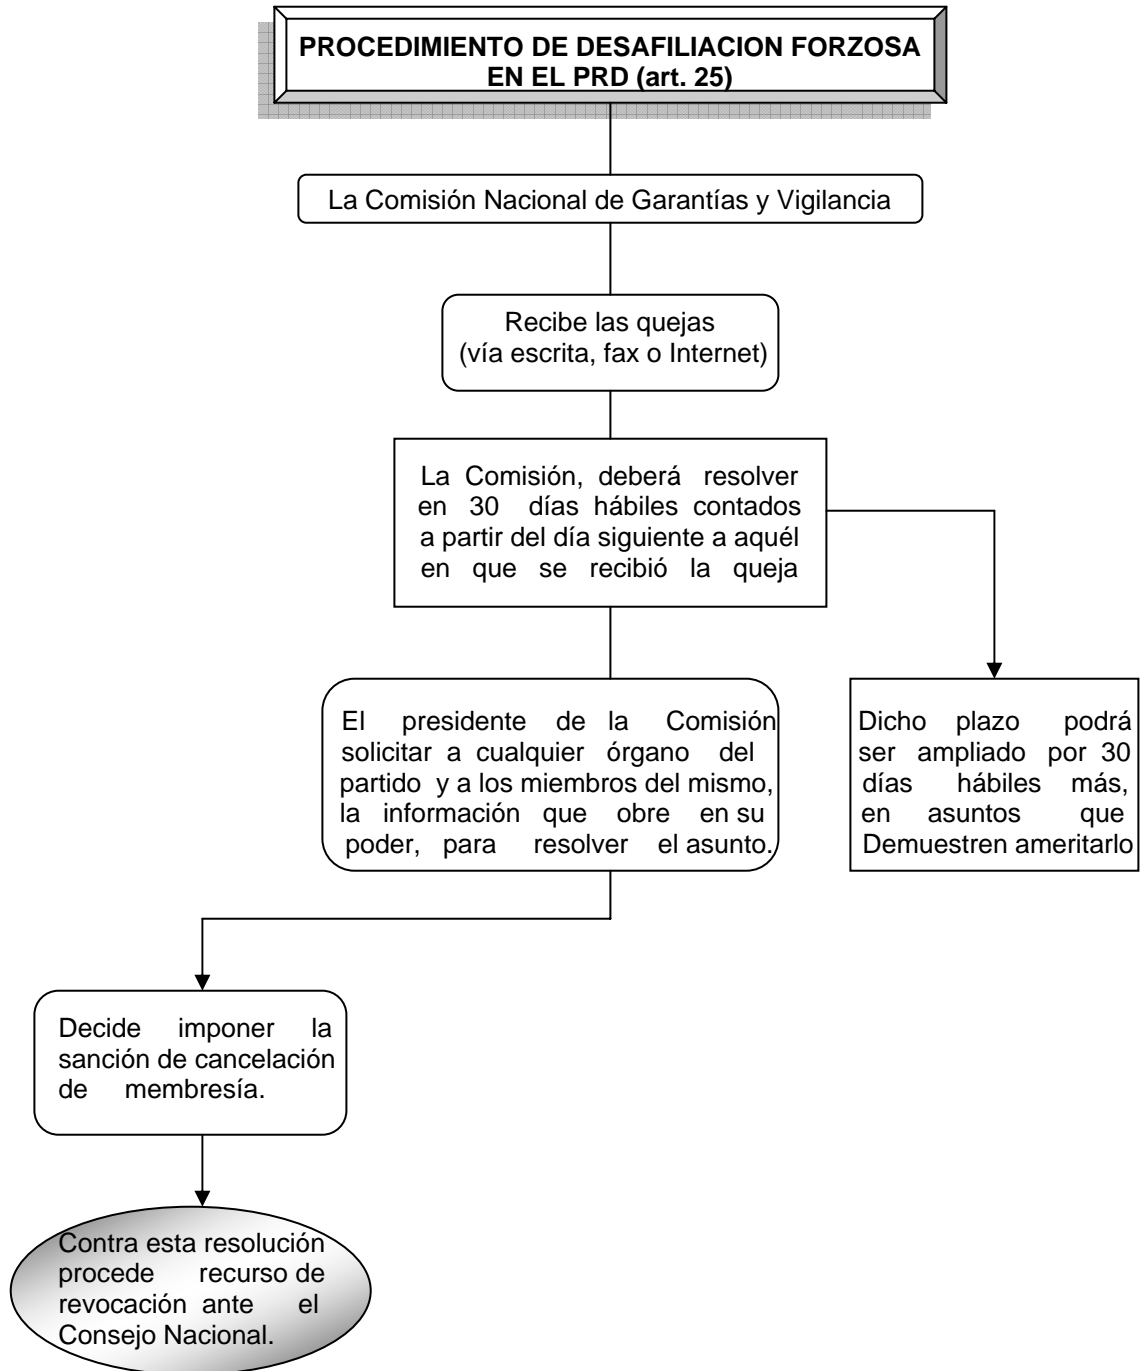 PROCEDIMIENTO DE DESAFILIACION FORZOSA
EN EL PRD (art. 25)
La Comisión Nacional de Garantías y Vigilancia
Recibe las quejas
(vía escrita, fax o Internet)
La Comisión, deberá resolver
en 30 días hábiles contados
a partir del día siguiente a aquél
en que se recibió la queja
El presidente de la Comisión
solicitar a cualquier órgano del
partido y a los miembros del mismo,
la información que obre en su
poder, para resolver el asunto.
Dicho plazo podrá
ser ampliado por 30
días hábiles más,
en asuntos que
Demuestren ameritarlo
Decide imponer la
sanción de cancelación
de membresía.
Contra esta resolución
procede recurso de
revocación ante el
Consejo Nacional.